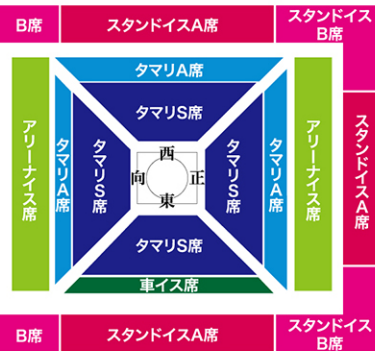 B席
スタンドイスA席
スタンドイス
B席
タマリA席
タマリS席
アリーナイス席
タマリA席
タマリS席
西
向
正
東
タマリS席
タマリA席
アリーナイス席
スタンドイスA席
タマリS席
車イス席
B席
スタンドイスA席
スタンドイス
B席